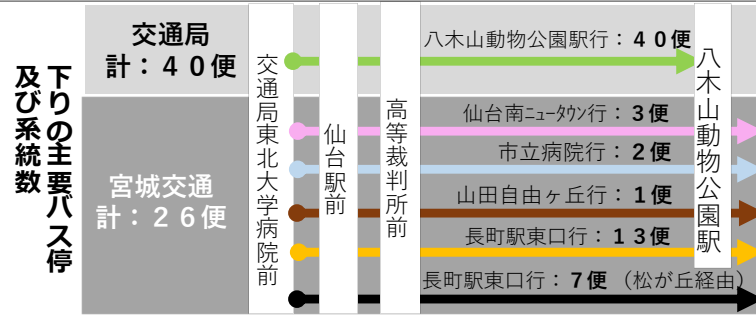 下りの主要バス停
及び系統数
交通局
計：４０便
宮城交通
計：２６便
交通局東北大学病院前
仙台駅前
高等裁判所前
八木山動物公園駅
八木山動物公園駅行：４０便
仙台南ﾆｭｰﾀｳﾝ行：３便
市立病院行：２便
山田自由ヶ丘行：１便
長町駅東口行：１３便
長町駅東口行：７便（松が丘経由）